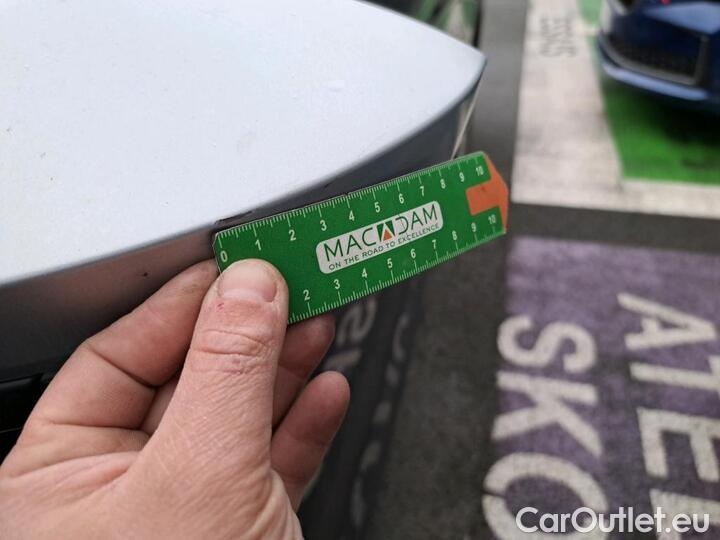 0 1 2 3 4 5 6 7 8 9 10
MACADAM
ON THE ROAD TO EXCELLENCE
2 3 4 5 6 7 8 9 10
SKO
ATEL
CarOutlet.eu